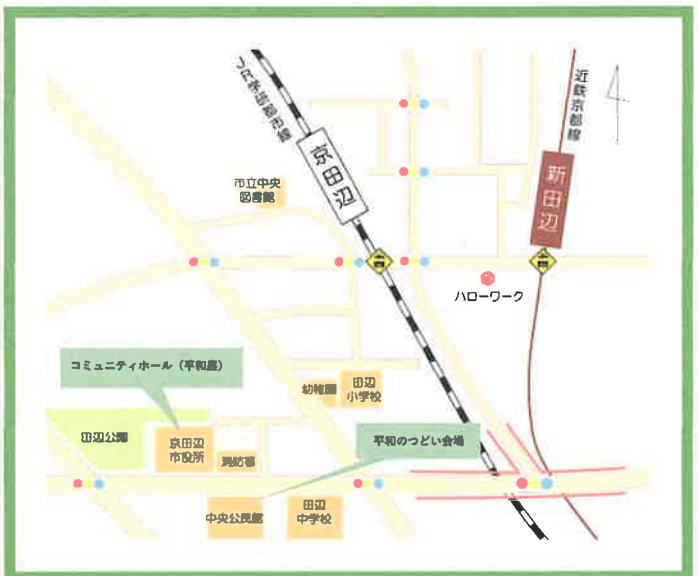 JR学研都市線
近鉄京都線
京田辺
新田辺
市立中央
図書館
ハローワーク
コミュニティホール(平和展)
幼稚園
田辺
小学校
田辺公園
京田辺
市役所
消防署
平和のつどい会場
中央公民館
田辺
中学校